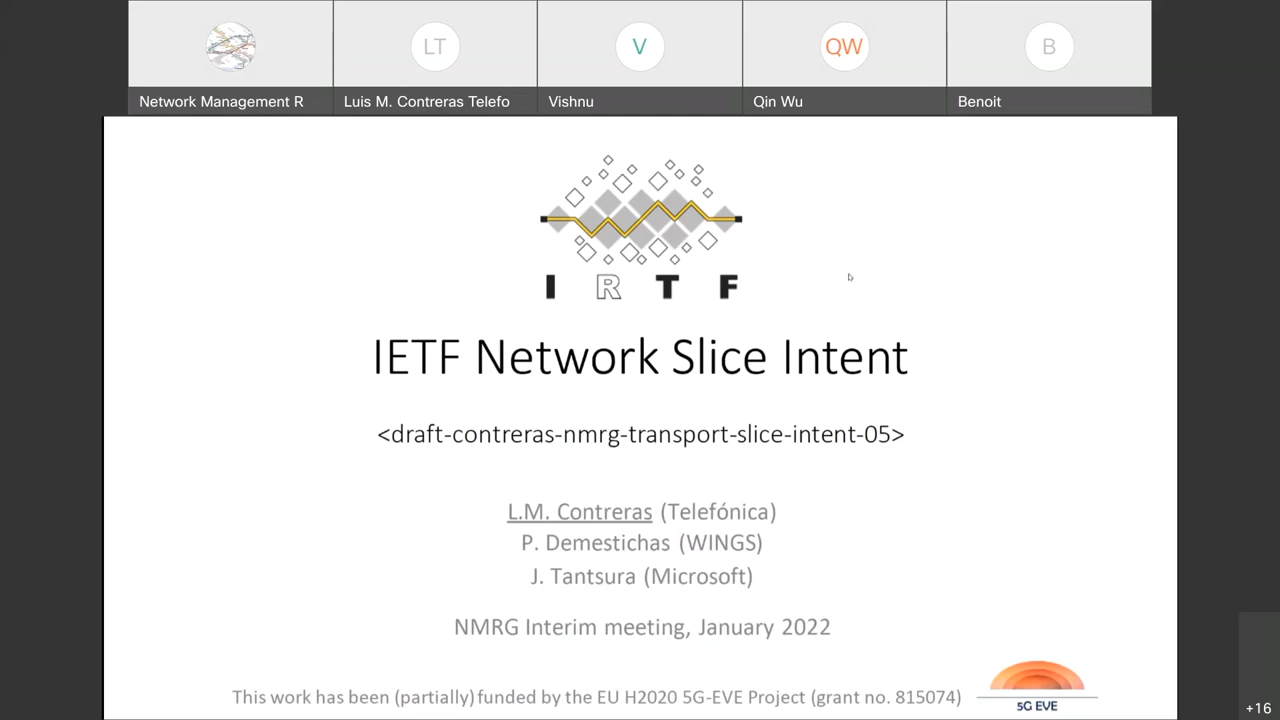 LT
V
QW
B
Network Management R
Luis M. Contreras Telefo
Vishnu
Qin Wu
Benoit
I R T F
IETF Network Slice Intent
<draft-contreras-nmrg-transport-slice-intent-05>
L.M. Contreras (Telefónica)
P. Demestichas (WINGS)
J. Tantsura (Microsoft)
NMRG Interim meeting, January 2022
This work has been (partially) funded by the EU H2020 5G-EVE Project (grant no. 815074)
5G EVE
+16